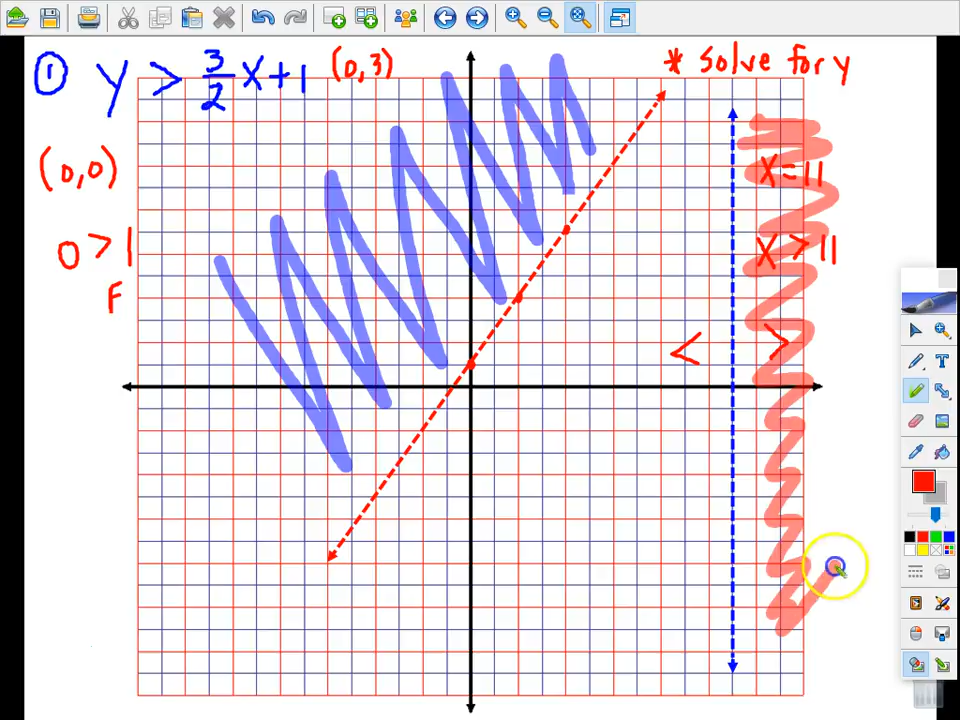 ① y > 3/2 x + 1 (0,3)
* Solve for y
(0,0)
0 > 1
F
x = 11
x > 11
< >
T